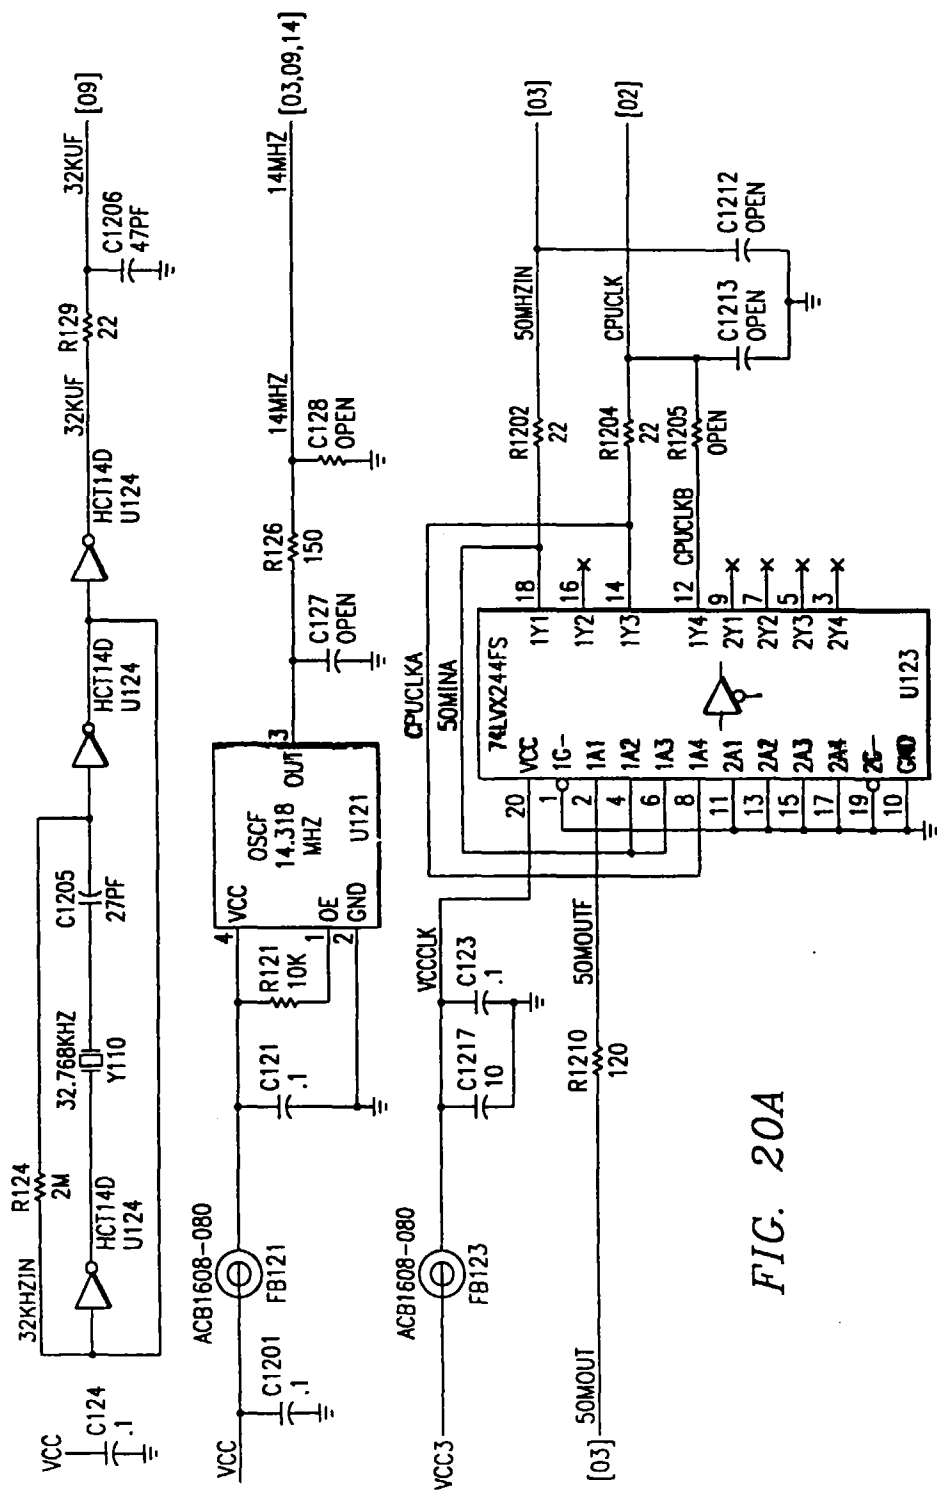 VCC
C124
.1
32KHZIN
R124
2M
HCT14D
U124
32.768KHZ
Y110
C1205
27PF
HCT14D
U124
HCT14D
U124
32KUF
R129
22
C1206
47PF
32KUF
[09]
VCC
C1201
.1
ACB1608-080
FB121
C121
.1
R121
10K
4
1
2
VCC
OE
GND
OSCF
14.318
MHZ
U121
OUT
3
C127
OPEN
R126
150
C128
OPEN
14MHZ
14MHZ
[03,09,14]
VCC3
ACB1608-080
FB123
C1217
10
C123
.1
VCCCLK
[03]
50MOUT
R1210
120
50MOUTF
CPUCLKA
50MINA
20
1
2
4
6
8
11
13
15
17
19
10
74LVX244FS
VCC
1G-
1A1
1A2
1A3
1A4
2A1
2A2
2A3
2A4
2G-
GND
U123
1Y1
1Y2
1Y3
1Y4
2Y1
2Y2
2Y3
2Y4
18
16
14
12
9
7
5
3
CPUCLKB
R1202
22
R1204
22
R1205
OPEN
50MHZIN
CPUCLK
C1213
OPEN
C1212
OPEN
[03]
[02]
FIG. 20A